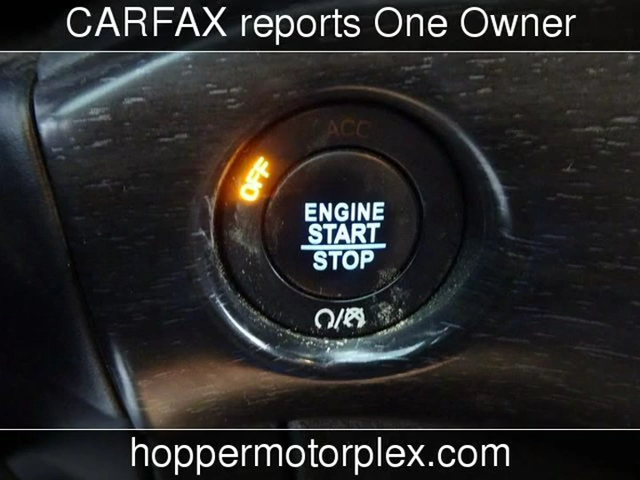 CARFAX reports One Owner
ACC
OFF
ENGINE
START
STOP
hoppermotorplex.com